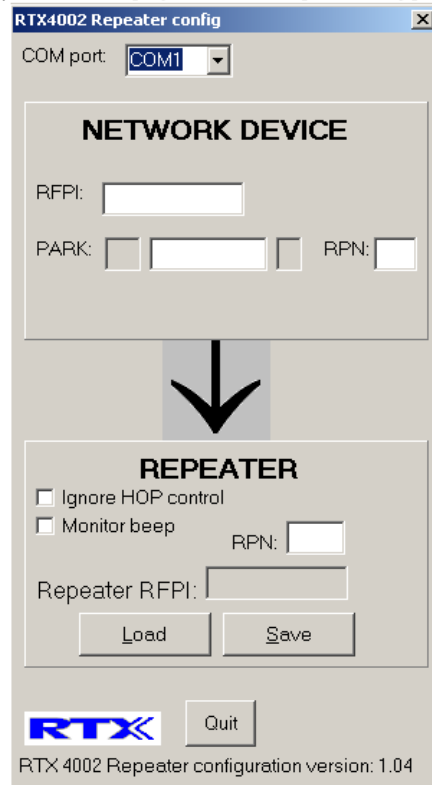 RTX4002 Repeater config
COM port: COM1
NETWORK DEVICE
RFPI:
PARK: RPN:
REPEATER
Ignore HOP control
Monitor beep
RPN:
Repeater RFPI:
Load Save
RTX Quit
RTX 4002 Repeater configuration version: 1.04